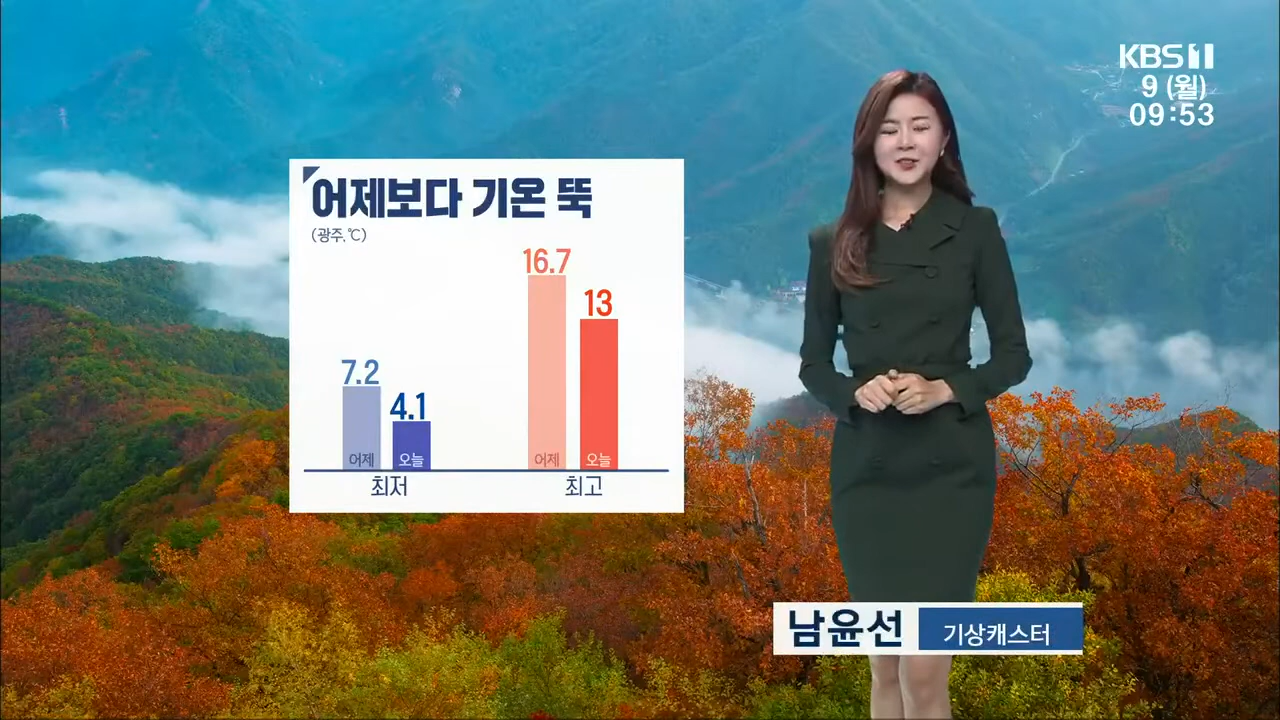 KBS 1
9 (월)
09:53
어제보다 기온 뚝
(광주,℃)
16.7
13
7.2
4.1
어제 오늘 어제 오늘
최저 최고
남윤선 기상캐스터